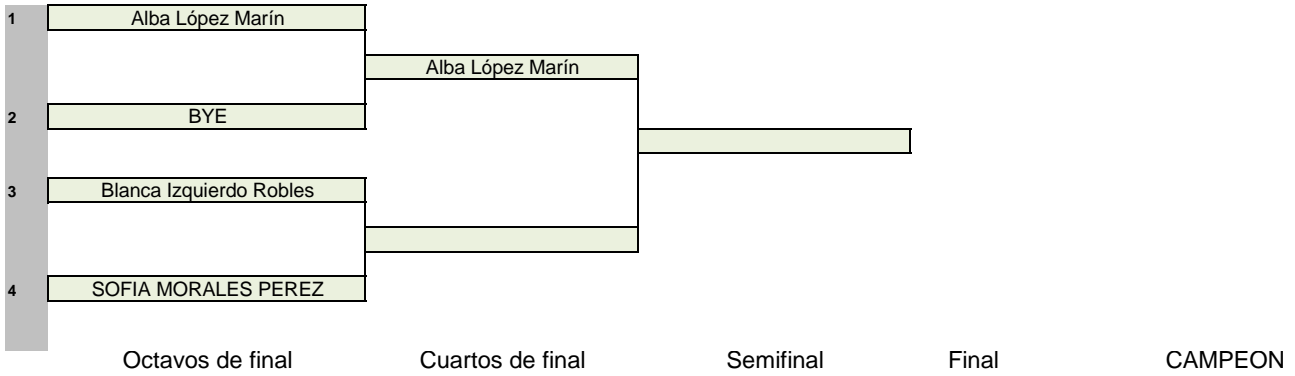 1 Alba López Marín
Alba López Marín
2 BYE
3 Blanca Izquierdo Robles
4 SOFIA MORALES PEREZ
Octavos de final Cuartos de final Semifinal Final CAMPEON